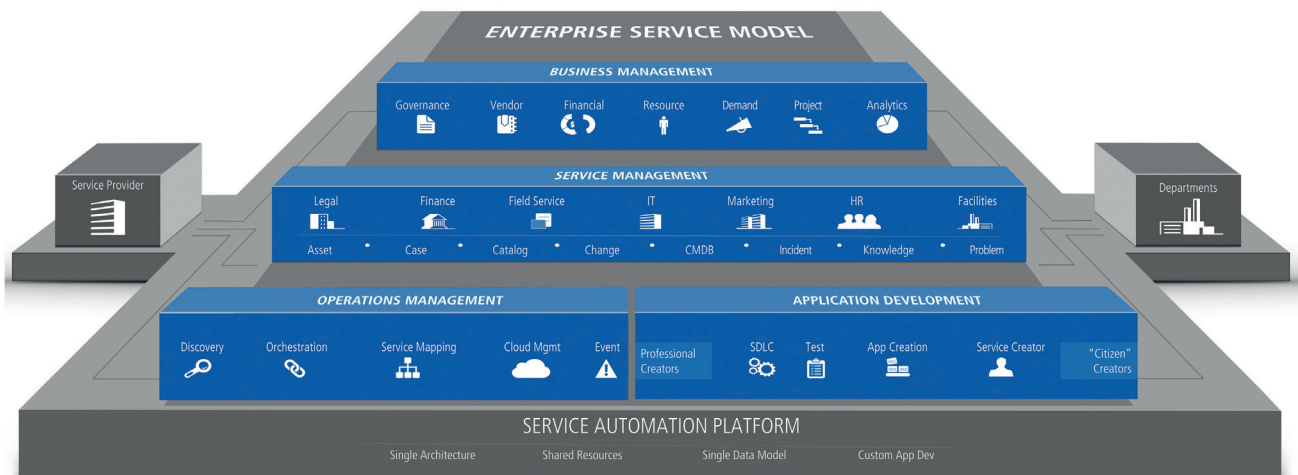 ENTERPRISE SERVICE MODEL
BUSINESS MANAGEMENT
Governance Vendor Financial Resource Demand Project Analytics
$
Service Provider
Departments
SERVICE MANAGEMENT
Legal Finance Field Service IT Marketing HR Facilities
Asset • Case • Catalog • Change • CMDB • Incident • Knowledge • Problem
OPERATIONS MANAGEMENT
Discovery Orchestration Service Mapping Cloud Mgmt Event
APPLICATION DEVELOPMENT
Professional
Creators
SDLC Test App Creation Service Creator
"Citizen"
Creators
SERVICE AUTOMATION PLATFORM
Single Architecture Shared Resources Single Data Model Custom App Dev